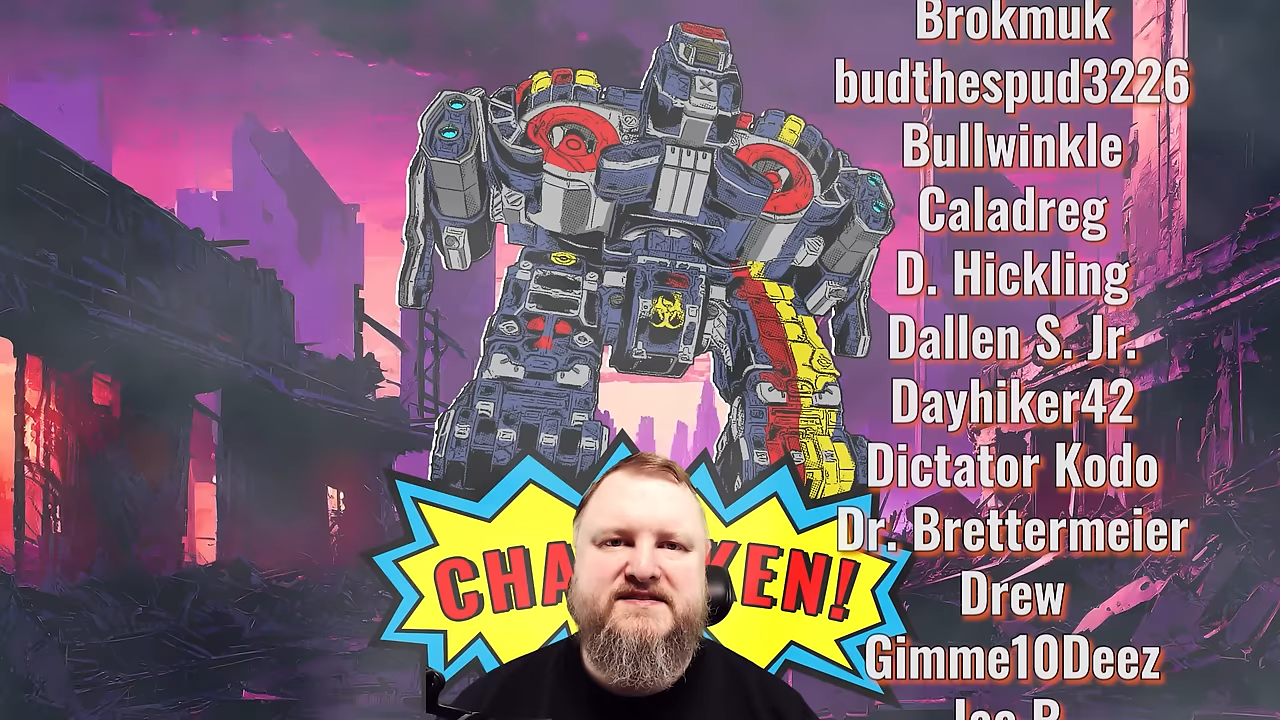 Brokmuk
budthespud3226
Bullwinkle
Caladreg
D. Hickling
Dallen S. Jr.
Dayhiker42
Dictator Kodo
Dr. Brettermeier
Drew
Gimme10Deez